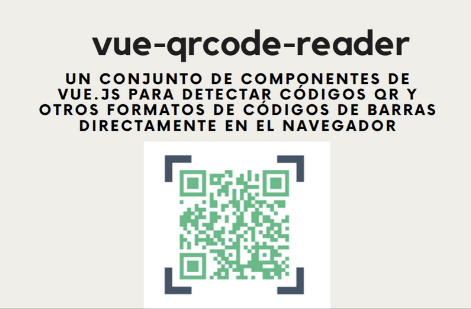 vue-qrcode-reader
UN CONJUNTO DE COMPONENTES DE
VUE.JS PARA DETECTAR CÓDIGOS QR Y
OTROS FORMATOS DE CÓDIGOS DE BARRAS
DIRECTAMENTE EN EL NAVEGADOR